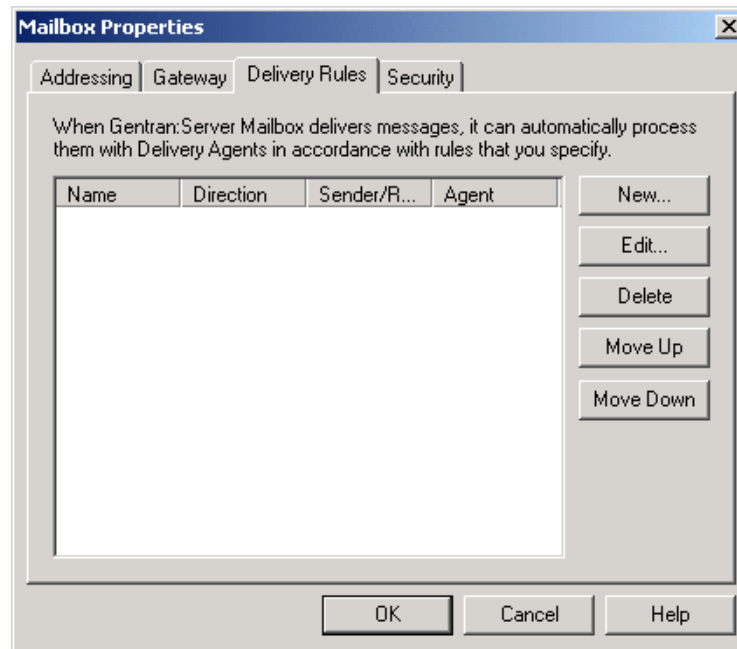 Mailbox Properties
Addressing Gateway Delivery Rules Security
When Gentran:Server Mailbox delivers messages, it can automatically process
them with Delivery Agents in accordance with rules that you specify.
Name Direction Sender/R... Agent
New...
Edit...
Delete
Move Up
Move Down
OK Cancel Help